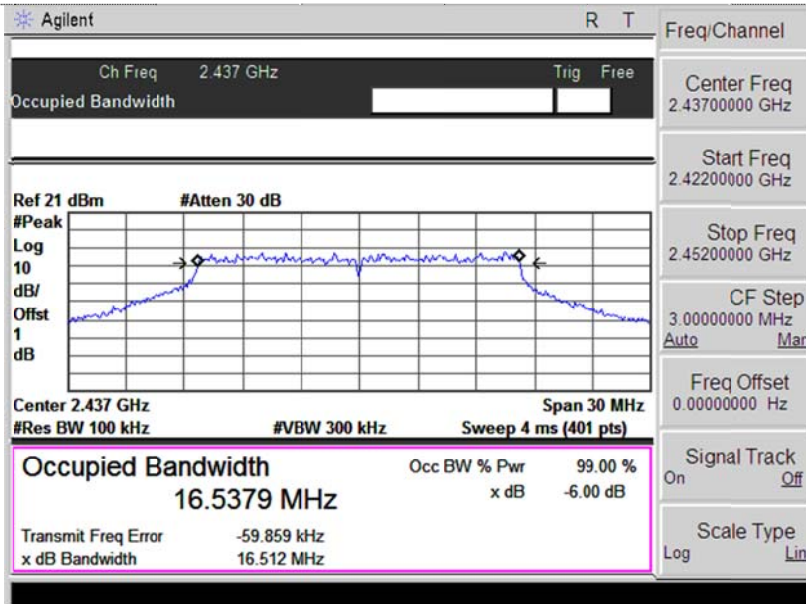 Agilent R T
Ch Freq 2.437 GHz Trig Free
Occupied Bandwidth
Ref 21 dBm #Atten 30 dB
#Peak
Log
10
dB/
Offst
1
dB
Center 2.437 GHz Span 30 MHz
#Res BW 100 kHz #VBW 300 kHz Sweep 4 ms (401 pts)
Occupied Bandwidth Occ BW % Pwr 99.00 %
16.5379 MHz x dB -6.00 dB
Transmit Freq Error -59.859 kHz
x dB Bandwidth 16.512 MHz
Freq/Channel
Center Freq
2.43700000 GHz
Start Freq
2.42200000 GHz
Stop Freq
2.45200000 GHz
CF Step
3.00000000 MHz
Auto Man
Freq Offset
0.00000000 Hz
Signal Track
On Off
Scale Type
Log Lin